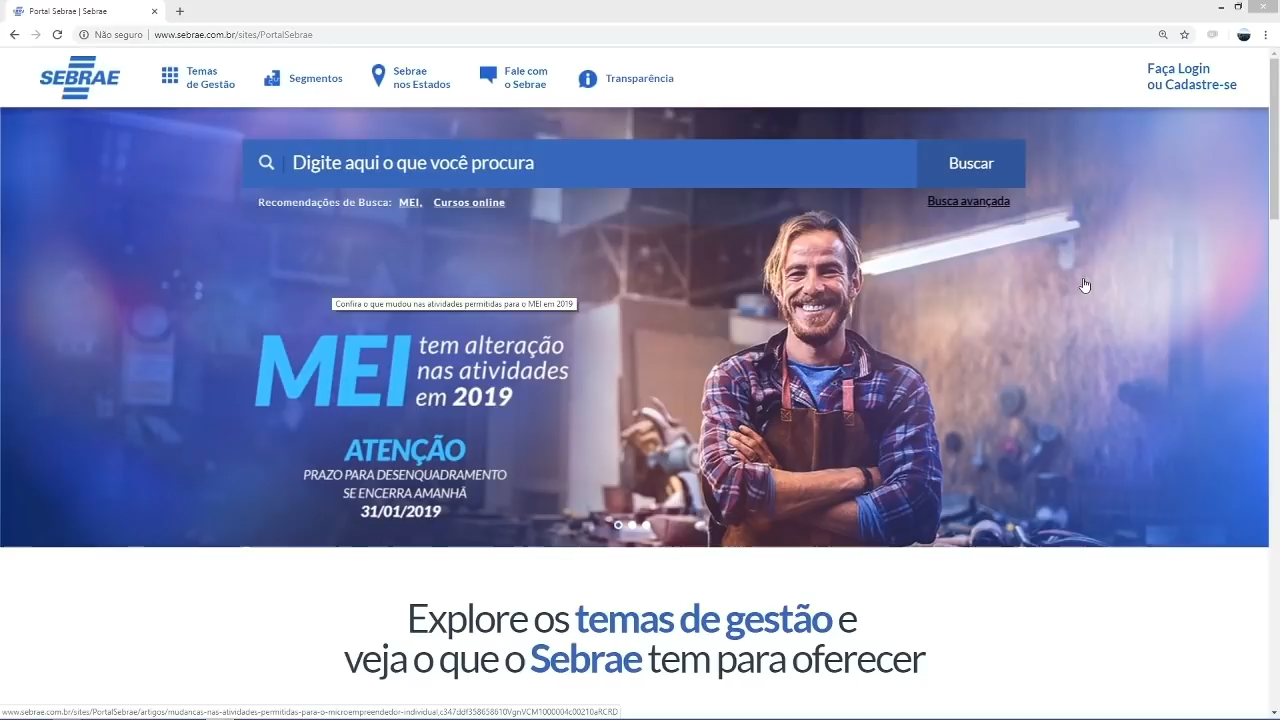 Portal Sebrae | Sebrae
Não seguro | www.sebrae.com.br/sites/PortalSebrae
SEBRAE
Temas
de Gestão
Segmentos
Sebrae
nos Estados
Fale com
o Sebrae
Transparência
Faça Login
ou Cadastre-se
Digite aqui o que você procura
Buscar
Recomendações de Busca: MEI, Cursos online
Busca avançada
Confira o que mudou nas atividades permitidas para o MEI em 2019
MEI tem alteração
nas atividades
em 2019
ATENÇÃO
PRAZO PARA DESENQUADRAMENTO
SE ENCERRA AMANHÃ
31/01/2019
Explore os temas de gestão e
veja o que o Sebrae tem para oferecer
www.sebrae.com.br/sites/PortalSebrae/artigos/mudancas-nas-atividades-permitidas-para-o-microempreendedor-individual,c347ddf358658610VgnVCM1000004c00210aRCRD